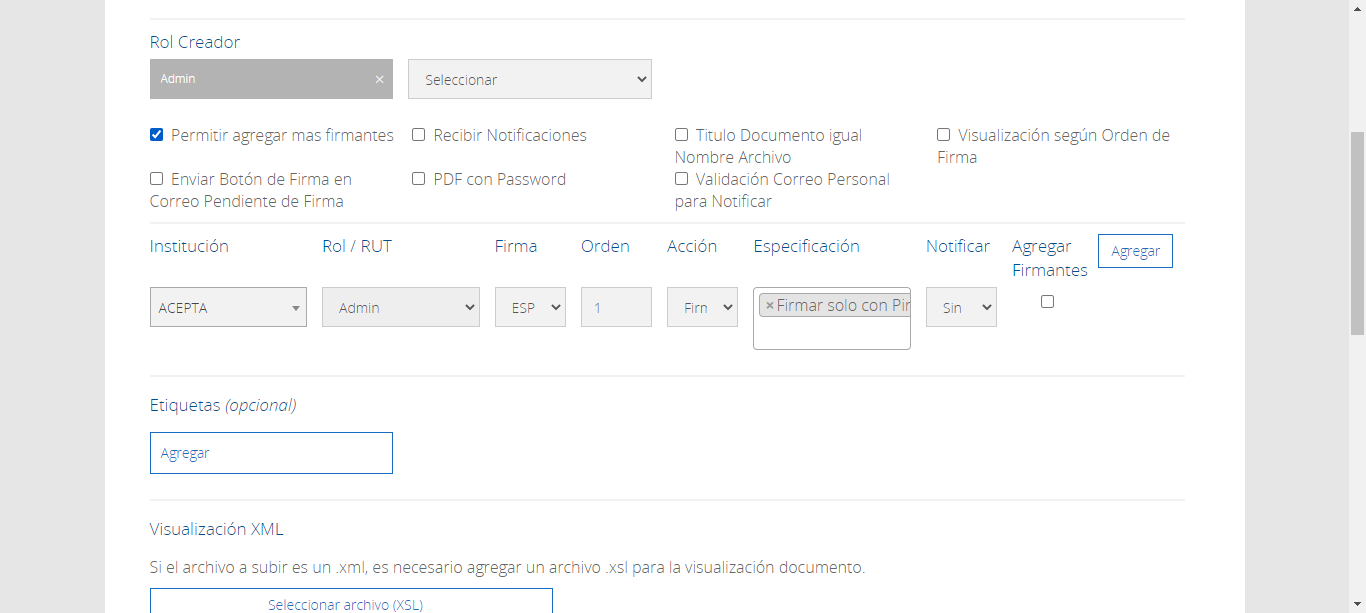 Rol Creador
Admin ×
Seleccionar
Permitir agregar mas firmantes
Recibir Notificaciones
Titulo Documento igual
Nombre Archivo
Visualización según Orden de
Firma
Enviar Botón de Firma en
Correo Pendiente de Firma
PDF con Password
Validación Correo Personal
para Notificar
Institución Rol / RUT Firma Orden Acción Especificación Notificar Agregar
Firmantes
Agregar
ACEPTA Admin ESP 1 Firn × Firmar solo con Pir Sin
Etiquetas (opcional)
Agregar
Visualización XML
Si el archivo a subir es un .xml, es necesario agregar un archivo .xsl para la visualización documento.
Seleccionar archivo (XSL)